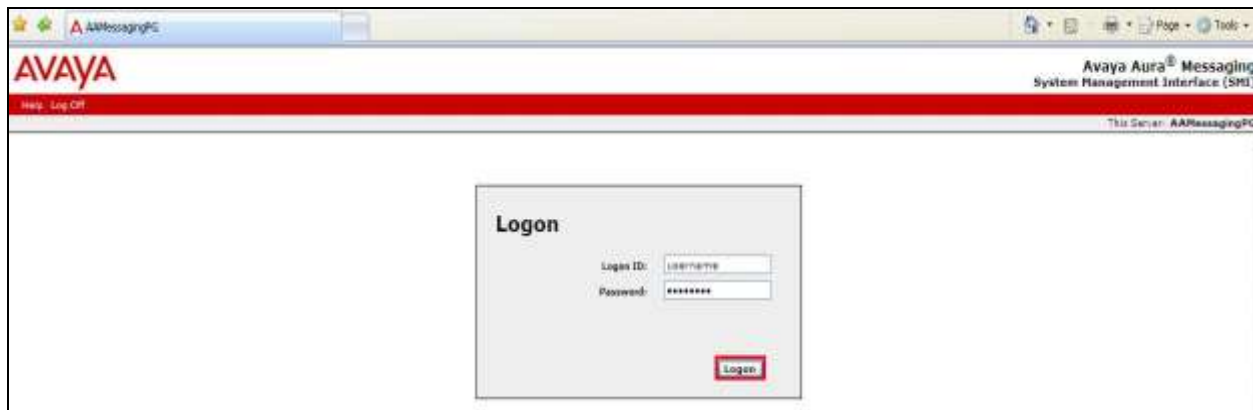 AAMessagingPG
Page
Tools
AVAYA
Avaya Aura® Messaging
System Management Interface (SMI)
Help Log Off
This Server: AAMessagingPG
Logon
Logon ID: username
Password: ••••••••
Logon